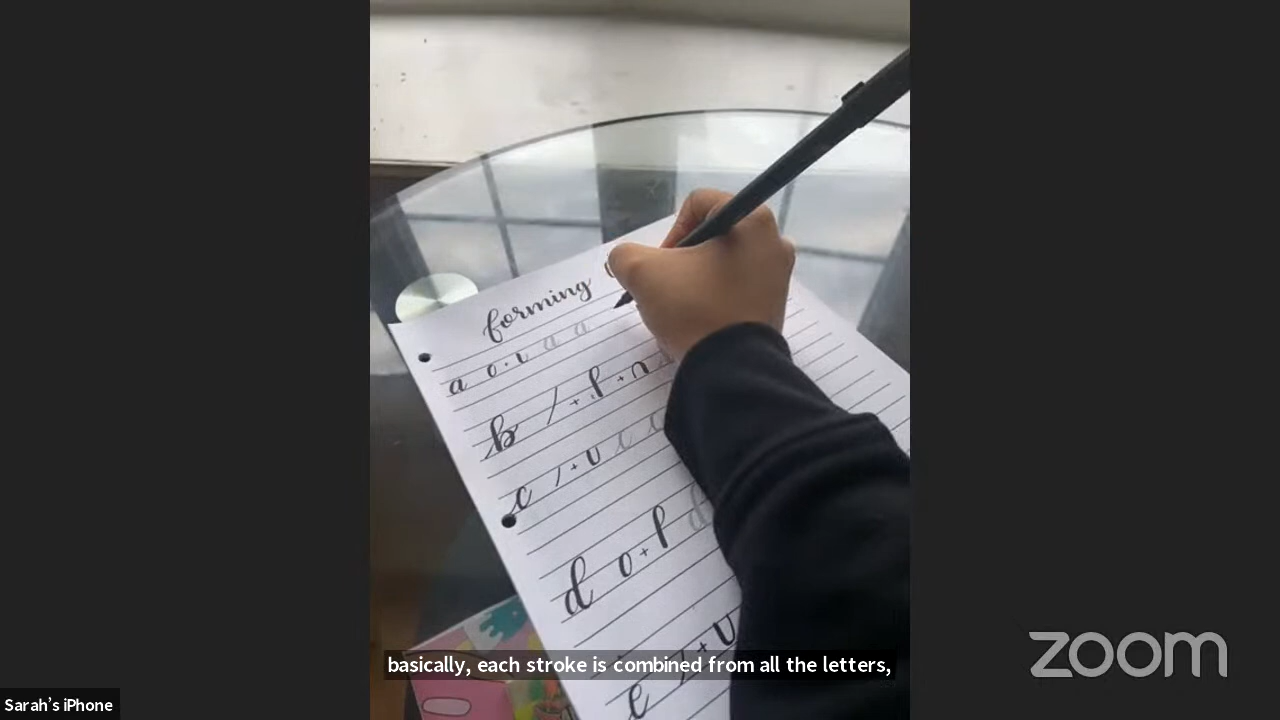 forming
a o + ι a a
b / + l + n
c / + υ c c
d o + l d
e / + υ
basically, each stroke is combined from all the letters,
zoom
Sarah's iPhone